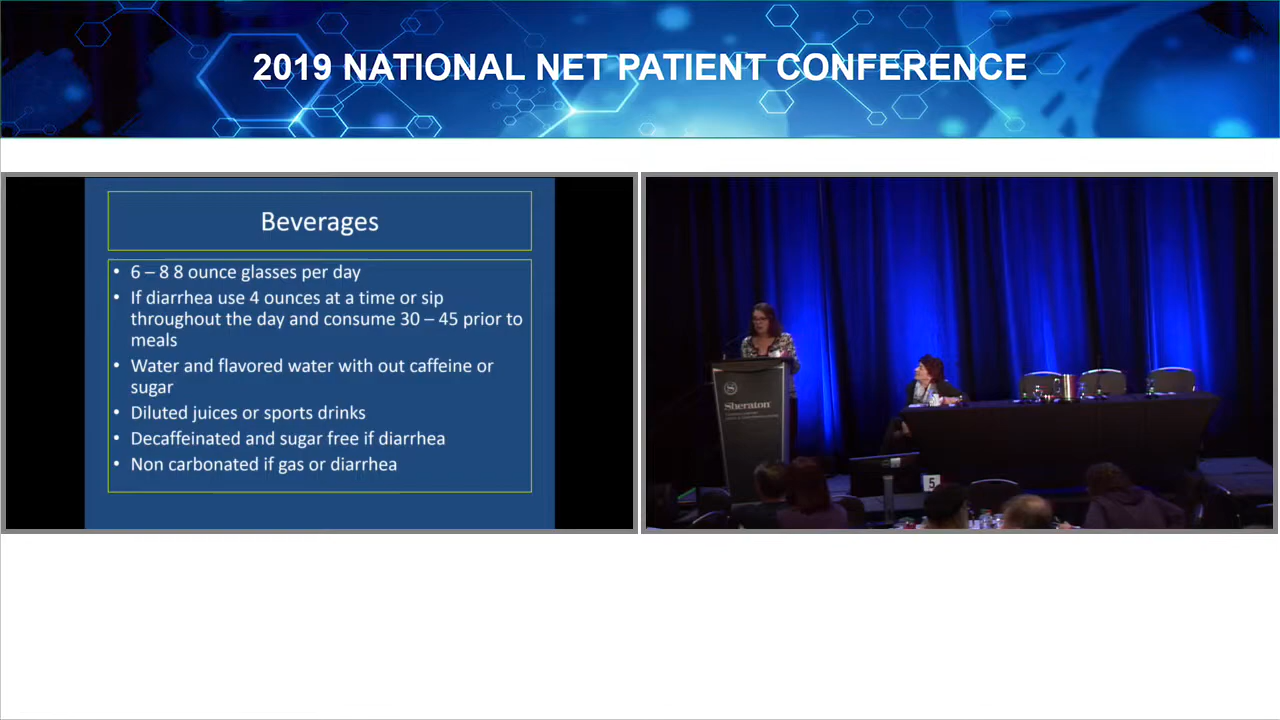 2019 NATIONAL NET PATIENT CONFERENCE
Beverages
• 6 – 8 8 ounce glasses per day
• If diarrhea use 4 ounces at a time or sip
throughout the day and consume 30 – 45 prior to
meals
• Water and flavored water with out caffeine or
sugar
• Diluted juices or sports drinks
• Decaffeinated and sugar free if diarrhea
• Non carbonated if gas or diarrhea
Sheraton
5